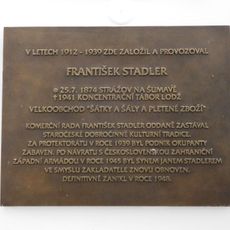 V LETECH 1912 - 1939 ZDE ZALOŽIL A PROVOZOVAL
FRANTIŠEK STADLER
✡ 25.7. 1874 STRÁŽOV NA ŠUMAVĚ
† 1941 KONCENTRAČNÍ TÁBOR LODŽ
VELKOOBCHOD "ŠÁTKY A ŠÁLY A PLETENÉ ZBOŽÍ"
KOMERČNÍ RADA FRANTIŠEK STADLER ODDANĚ ZASTÁVAL
STAROČESKÉ DOBROČINNÉ KULTURNÍ TRADICE.
ZA PROTEKTORÁTU V ROCE 1939 BYL PODNIK OKUPANTY
ZABAVEN. PO NÁVRATU S ČESKOSLOVENSKOU ZAHRANIČNÍ
ZÁPADNÍ ARMÁDOU V ROCE 1945 BYL SYNEM JANEM STADLEREM
VE SMYSLU ZAKLADATELE ZNOVU OBNOVEN.
DEFINITIVNĚ ZANIKL V ROCE 1948.